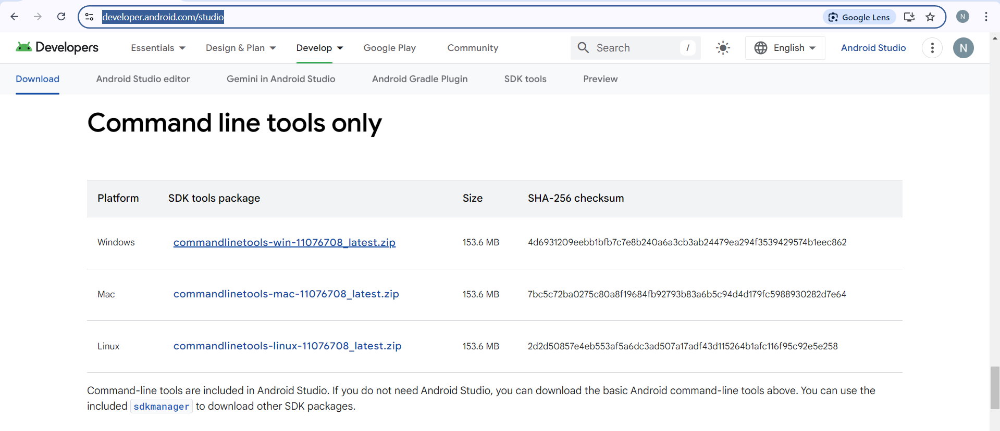 developer.android.com/studio
Google Lens
N
Developers
Essentials
Design & Plan
Develop
Google Play
Community
Search
/
English
Android Studio
N
Download
Android Studio editor
Gemini in Android Studio
Android Gradle Plugin
SDK tools
Preview
Command line tools only
Platform SDK tools package Size SHA-256 checksum
Windows commandlinetools-win-11076708_latest.zip 153.6 MB 4d6931209eebb1bfb7c7e8b240a6a3cb3ab24479ea294f3539429574b1eec862
Mac commandlinetools-mac-11076708_latest.zip 153.6 MB 7bc5c72ba0275c80a8f19684fb92793b83a6b5c94d4d179fc5988930282d7e64
Linux commandlinetools-linux-11076708_latest.zip 153.6 MB 2d2d50857e4eb553af5a6dc3ad507a17adf43d115264b1afc116f95c92e5e258
Command-line tools are included in Android Studio. If you do not need Android Studio, you can download the basic Android command-line tools above. You can use the
included sdkmanager to download other SDK packages.